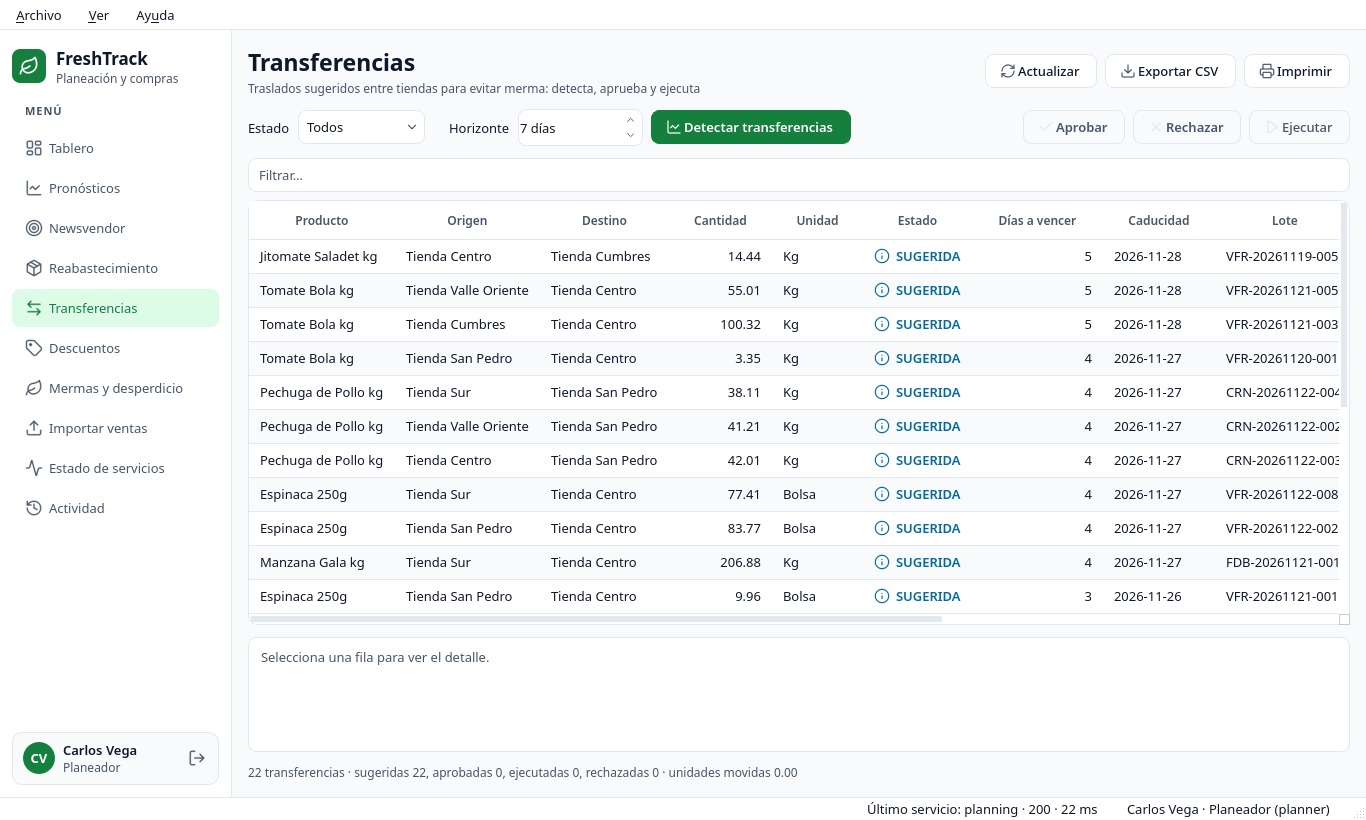 Archivo Ver Ayuda
FreshTrack
Planeación y compras
MENÚ
Tablero
Pronósticos
Newsvendor
Reabastecimiento
Transferencias
Descuentos
Mermas y desperdicio
Importar ventas
Estado de servicios
Actividad
CV Carlos Vega
Planeador
Transferencias
Traslados sugeridos entre tiendas para evitar merma: detecta, aprueba y ejecuta
Actualizar Exportar CSV Imprimir
Estado Todos Horizonte 7 días Detectar transferencias Aprobar Rechazar Ejecutar
Filtrar...
Producto Origen Destino Cantidad Unidad Estado Días a vencer Caducidad Lote
Jitomate Saladet kg Tienda Centro Tienda Cumbres 14.44 Kg SUGERIDA 5 2026-11-28 VFR-20261119-005
Tomate Bola kg Tienda Valle Oriente Tienda Centro 55.01 Kg SUGERIDA 5 2026-11-28 VFR-20261121-005
Tomate Bola kg Tienda Cumbres Tienda Centro 100.32 Kg SUGERIDA 5 2026-11-28 VFR-20261121-003
Tomate Bola kg Tienda San Pedro Tienda Centro 3.35 Kg SUGERIDA 4 2026-11-27 VFR-20261120-001
Pechuga de Pollo kg Tienda Sur Tienda San Pedro 38.11 Kg SUGERIDA 4 2026-11-27 CRN-20261122-004
Pechuga de Pollo kg Tienda Valle Oriente Tienda San Pedro 41.21 Kg SUGERIDA 4 2026-11-27 CRN-20261122-002
Pechuga de Pollo kg Tienda Centro Tienda San Pedro 42.01 Kg SUGERIDA 4 2026-11-27 CRN-20261122-003
Espinaca 250g Tienda Sur Tienda Centro 77.41 Bolsa SUGERIDA 4 2026-11-27 VFR-20261122-008
Espinaca 250g Tienda San Pedro Tienda Centro 83.77 Bolsa SUGERIDA 4 2026-11-27 VFR-20261122-002
Manzana Gala kg Tienda Sur Tienda Centro 206.88 Kg SUGERIDA 4 2026-11-27 FDB-20261121-001
Espinaca 250g Tienda San Pedro Tienda Centro 9.96 Bolsa SUGERIDA 3 2026-11-26 VFR-20261121-001
Selecciona una fila para ver el detalle.
22 transferencias · sugeridas 22, aprobadas 0, ejecutadas 0, rechazadas 0 · unidades movidas 0.00
Último servicio: planning · 200 · 22 ms Carlos Vega · Planeador (planner)